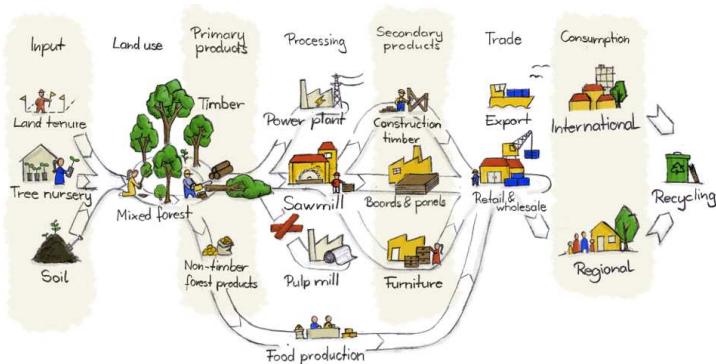 Input
Land use
Primary
products
Processing
Secondary
products
Trade
Consumption
Land tenure
Tree nursery
Soil
Mixed forest
Timber
Non-timber
forest products
Power plant
Sawmill
Pulp mill
Food production
Construction
timber
Boards & panels
Furniture
Export
Retail &
wholesale
International
Regional
Recycling